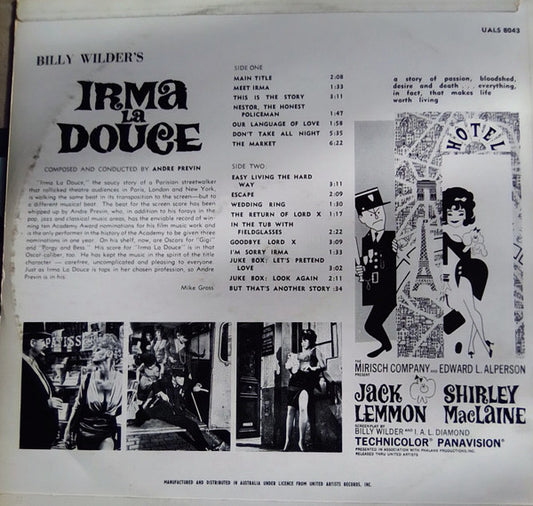 UALS 8043
BILLY WILDER'S
IRMA
LA
DOUCE
COMPOSED AND CONDUCTED BY ANDRE PREVIN
"Irma La Douce," the saucy story of a Parisian streetwalker
that rollicked theatre audiences in Paris, London and New York,
is walking the same beat in its transposition to the screen—but to
a different musical beat. The beat for the screen score has been
whipped up by Andre Previn, who, in addition to his forays in the
pop, jazz and classical music areas, has the enviable record of win-
ning ten Academy Award nominations for his film music work and
is the only performer in the history of the Academy to be given three
nominations in one year. On his shelf, now, are Oscars for "Gigi"
and "Porgy and Bess." His score for "Irma La Douce" is in that
Oscar-caliber, too. He has kept the music in the spirit of the title
character — carefree, uncomplicated and pleasing to everyone.
Just as Irma La Douce is tops in her chosen profession, so Andre
Previn is in his.
Mike Gross
SIDE ONE
MAIN TITLE 2:08
MEET IRMA 1:33
THIS IS THE STORY 3:11
NESTOR, THE HONEST
POLICEMAN 1:47
OUR LANGUAGE OF LOVE 1:58
DON'T TAKE ALL NIGHT 5:35
THE MARKET 6:22
SIDE TWO
EASY LIVING THE HARD
WAY 3:11
ESCAPE 2:09
WEDDING RING 1:30
THE RETURN OF LORD X 1:17
IN THE TUB WITH
FIELDGLASSES 2:22
GOODBYE LORD X 3:09
I'M SORRY IRMA 1:33
JUKE BOX: LET'S PRETEND
LOVE 3:02
JUKE BOX: LOOK AGAIN 2:11
BUT THAT'S ANOTHER STORY :34
a story of passion, bloodshed,
desire and death... everything,
in fact, that makes life
worth living
HOTEL
THE
MIRISCH COMPANY AND EDWARD L. ALPERSON
PRESENT
JACK SHIRLEY
LEMMON MacLAINE
SCREENPLAY BY
BILLY WILDER AND I. A. L. DIAMOND
TECHNICOLOR® PANAVISION®
PRESENTED IN ASSOCIATION WITH PHALANX PRODUCTIONS, INC.
RELEASED THRU UNITED ARTISTS
MANUFACTURED AND DISTRIBUTED IN AUSTRALIA UNDER LICENCE FROM UNITED ARTISTS RECORDS, INC.